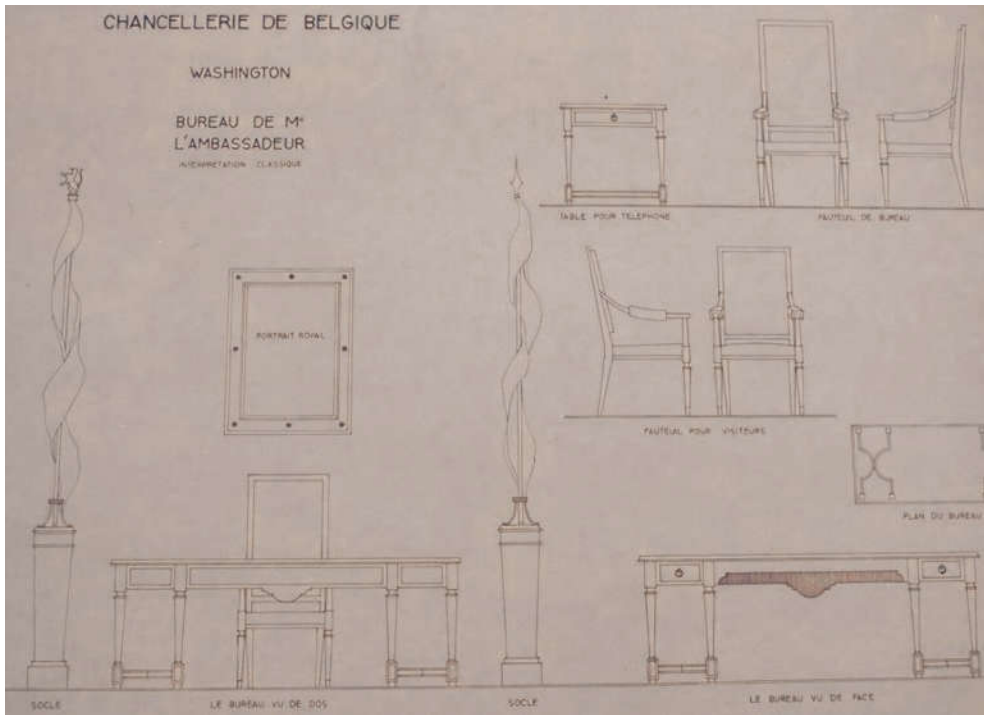 CHANCELLERIE DE BELGIQUE
WASHINGTON
BUREAU DE Mr
L'AMBASSADEUR
INTERPRETATION CLASSIQUE
TABLE POUR TELEPHONE
FAUTEUIL DE BUREAU
PORTRAIT ROYAL
FAUTEUIL POUR VISITEURS
PLAN DU BUREAU
SOCLE
LE BUREAU VU DE DOS
SOCLE
LE BUREAU VU DE FACE